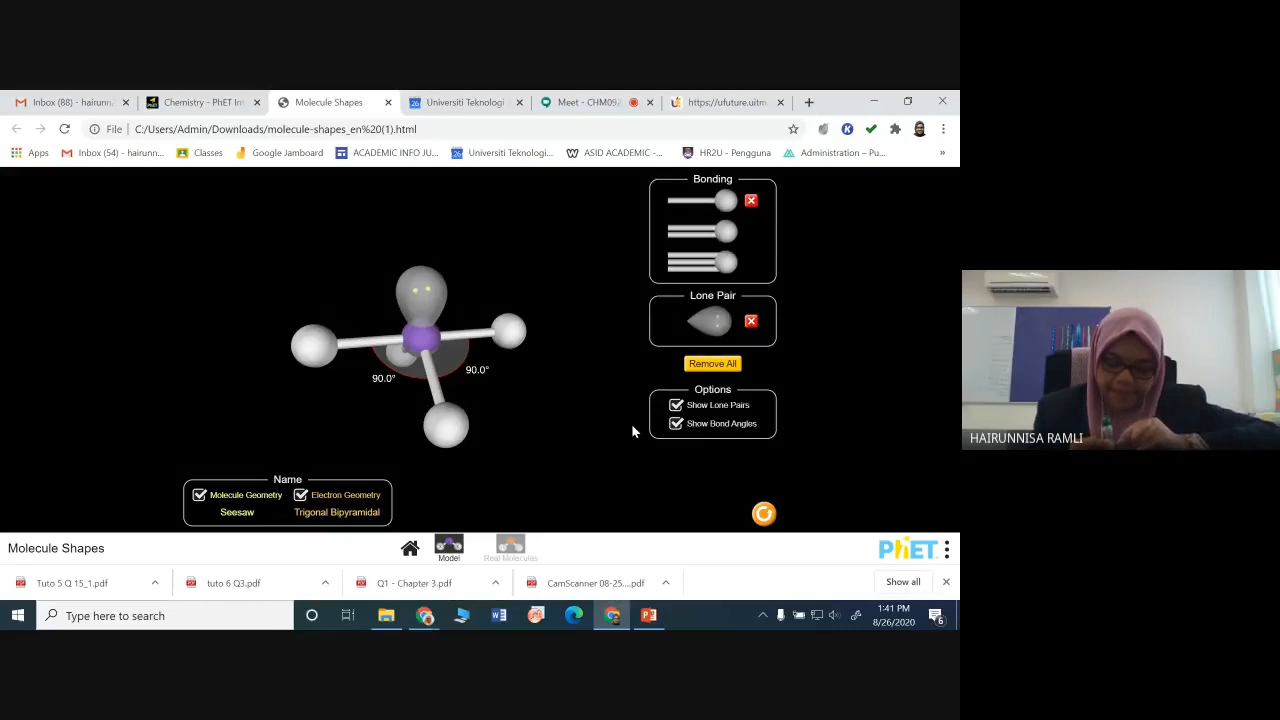 Inbox (88) - hairunn
Chemistry - PhET Int
Molecule Shapes
Universiti Teknologi
Meet - CHM092
https://ufuture.uitm
File C:/Users/Admin/Downloads/molecule-shapes_en%20(1).html
Apps
Inbox (54) - hairunn...
Classes
Google Jamboard
ACADEMIC INFO JU...
26 Universiti Teknologi...
ASID ACADEMIC -...
HR2U - Pengguna
Administration – Pu...
»
Bonding
Lone Pair
Remove All
Options
Show Lone Pairs
Show Bond Angles
90.0°
90.0°
Name
Molecule Geometry
Electron Geometry
Seesaw
Trigonal Bipyramidal
Molecule Shapes
Model
Real Molecules
PhET
Tuto 5 Q 15_1.pdf
tuto 6 Q3.pdf
Q1 - Chapter 3.pdf
CamScanner 08-25....pdf
Show all
Type here to search
1:41 PM
8/26/2020
6
HAIRUNNISA RAMLI